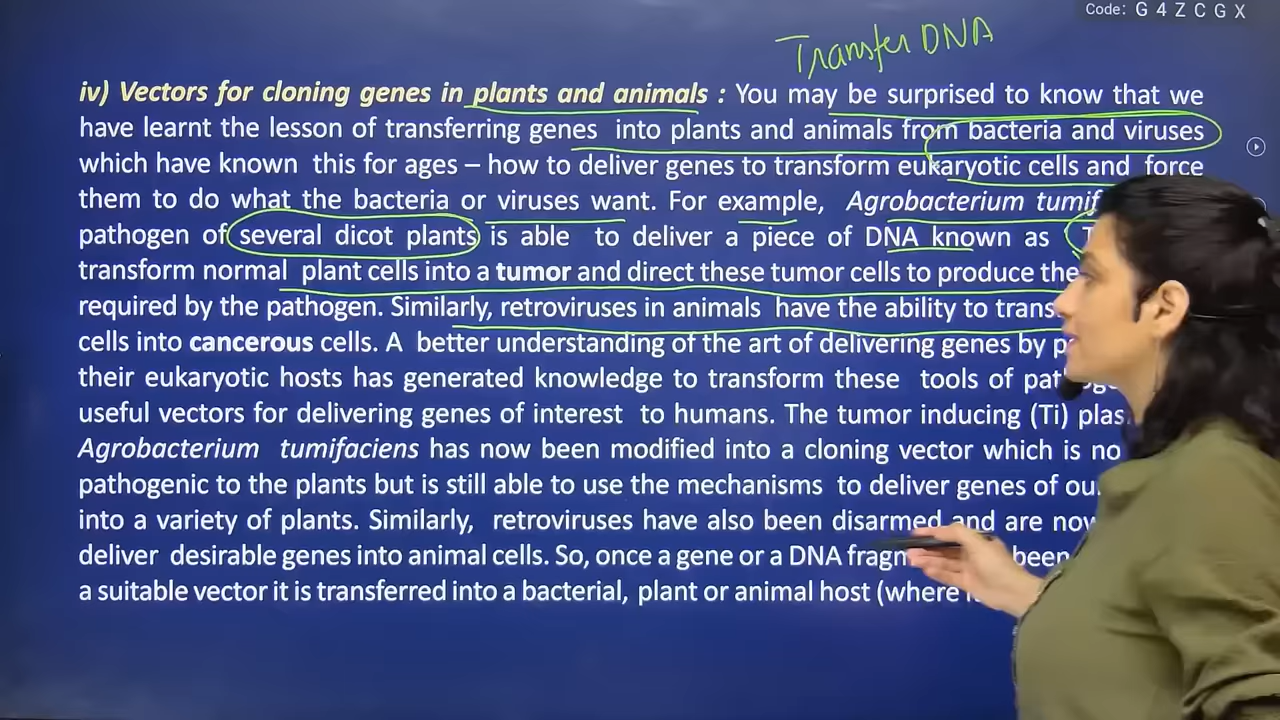 Code: G 4 Z C G X
Transfer DNA
iv) Vectors for cloning genes in plants and animals : You may be surprised to know that we
have learnt the lesson of transferring genes into plants and animals from bacteria and viruses
which have known this for ages – how to deliver genes to transform eukaryotic cells and force
them to do what the bacteria or viruses want. For example, Agrobacterium
pathogen of several dicot plants is able to deliver a piece of DNA known as
transform normal plant cells into a tumor and direct these tumor cells to produce the
required by the pathogen. Similarly, retroviruses in animals have the ability to
cells into cancerous cells. A better understanding of the art of delivering genes by
their eukaryotic hosts has generated knowledge to transform these tools of
useful vectors for delivering genes of interest to humans. The tumor inducing (Ti)
Agrobacterium tumifaciens has now been modified into a cloning vector which is no
pathogenic to the plants but is still able to use the mechanisms to deliver genes of
into a variety of plants. Similarly, retroviruses have also been disarmed and are now
deliver desirable genes into animal cells. So, once a gene or a DNA been
a suitable vector it is transferred into a bacterial, plant or animal host (where